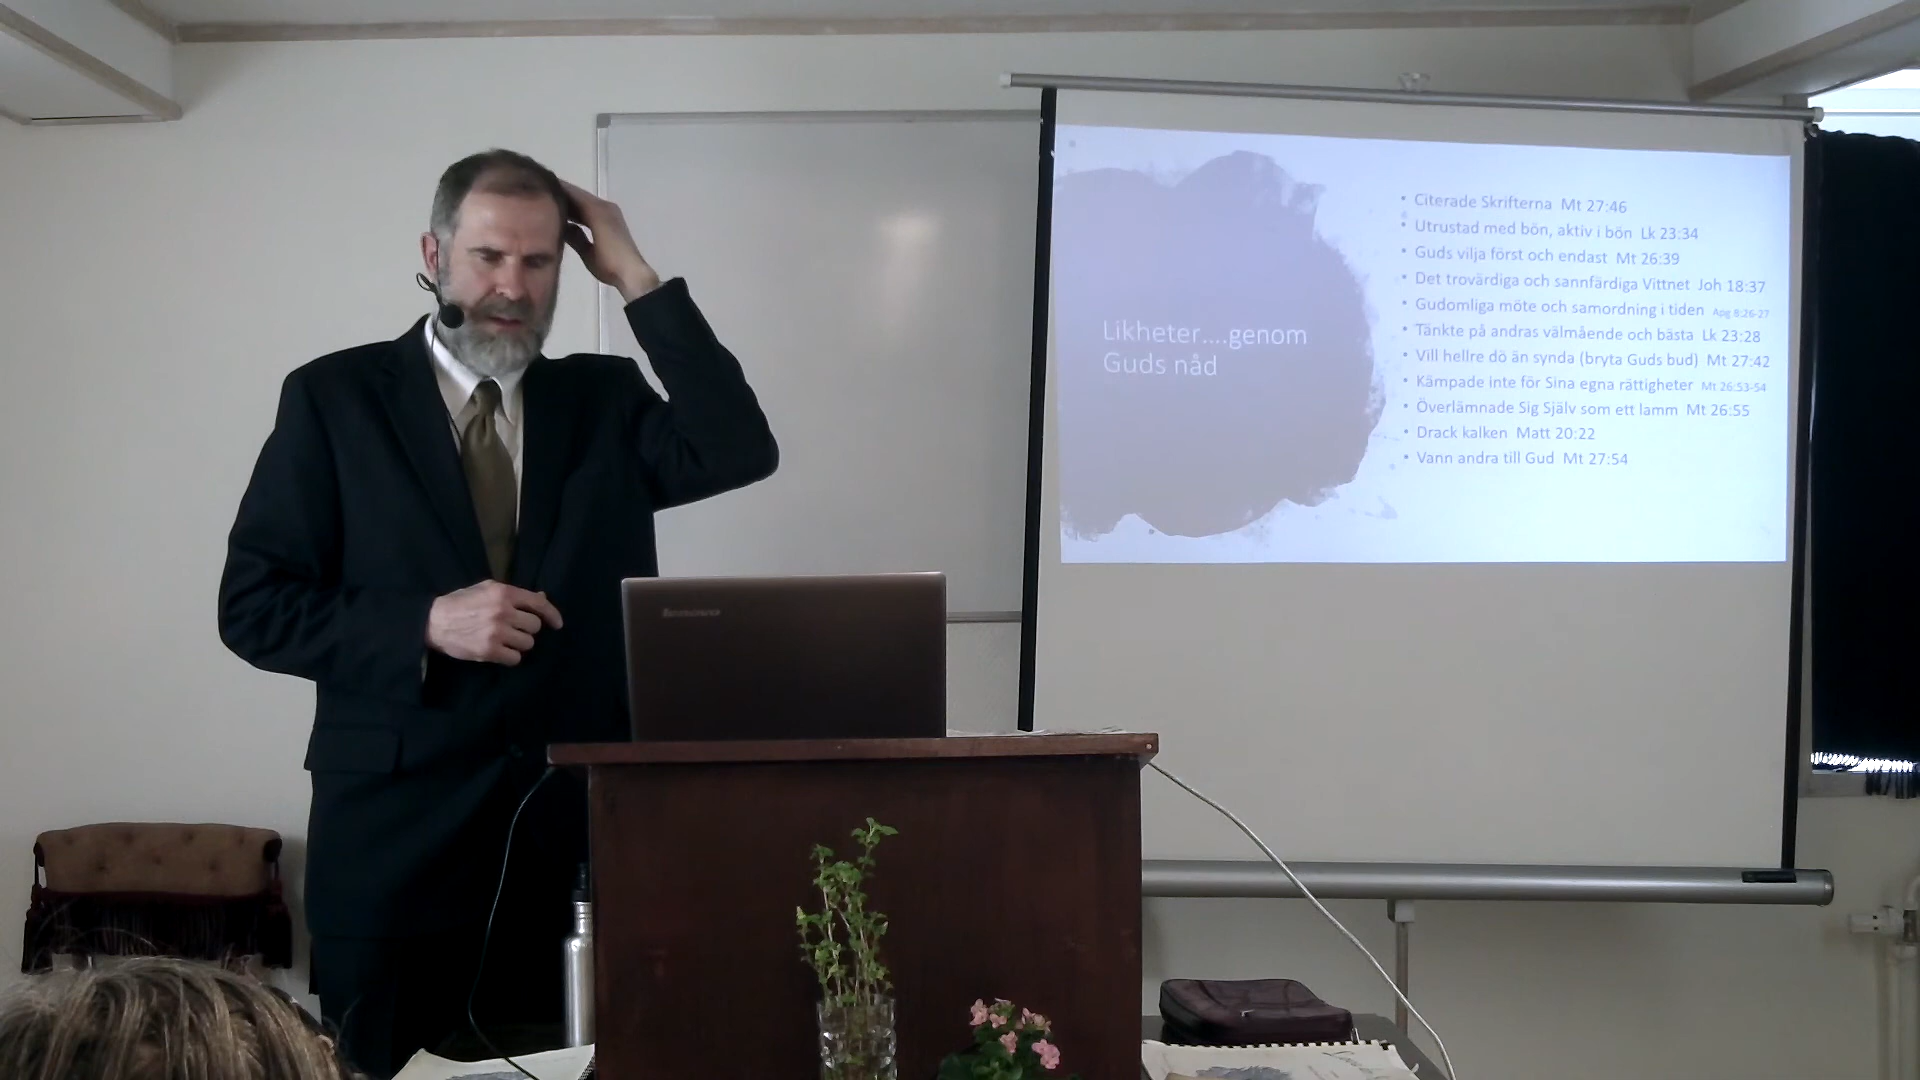 Likheter....genom
Guds nåd
• Citerade Skrifterna Mt 27:46
• Utrustad med bön, aktiv i bön Lk 23:34
• Guds vilja först och endast Mt 26:39
• Det trovärdiga och sannfärdiga Vittnet Joh 18:37
• Gudomliga möte och samordning i tiden Apg 8:26-27
• Tänkte på andras välmående och bästa Lk 23:28
• Vill hellre dö än synda (bryta Guds bud) Mt 27:42
• Kämpade inte för Sina egna rättigheter Mt 26:53-54
• Överlämnade Sig Själv som ett lamm Mt 26:55
• Drack kalken Matt 20:22
• Vann andra till Gud Mt 27:54
lenovo